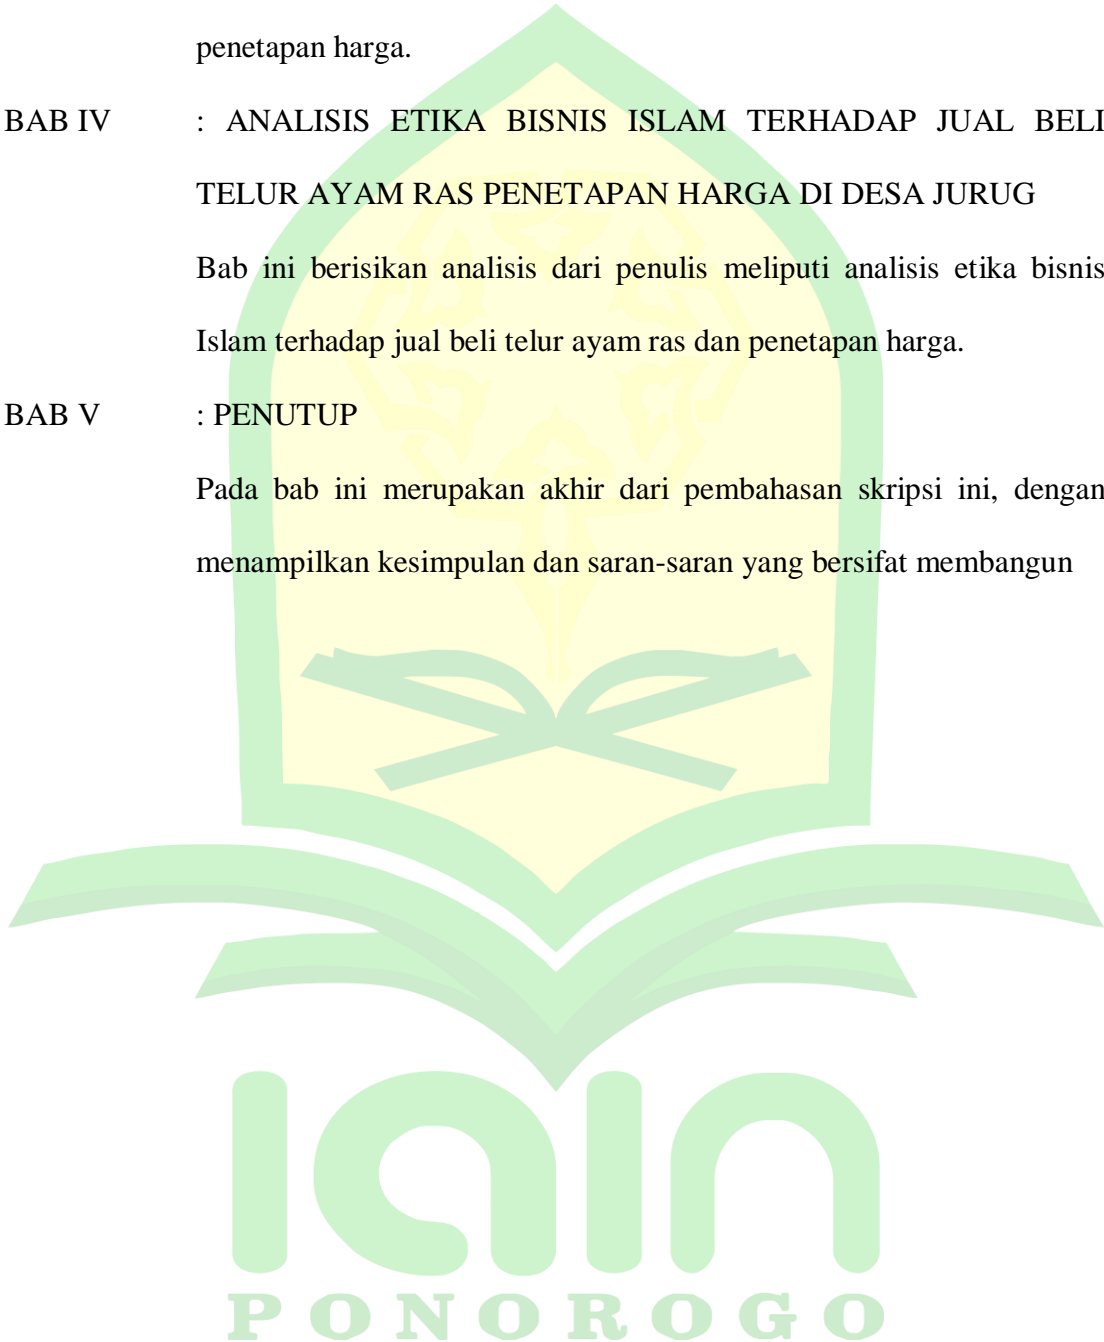 penetapan harga.
BAB IV : ANALISIS ETIKA BISNIS ISLAM TERHADAP JUAL BELI
TELUR AYAM RAS PENETAPAN HARGA DI DESA JURUG
Bab ini berisikan analisis dari penulis meliputi analisis etika bisnis
Islam terhadap jual beli telur ayam ras dan penetapan harga.
BAB V : PENUTUP
Pada bab ini merupakan akhir dari pembahasan skripsi ini, dengan
menampilkan kesimpulan dan saran-saran yang bersifat membangun
iain
PONOROGO